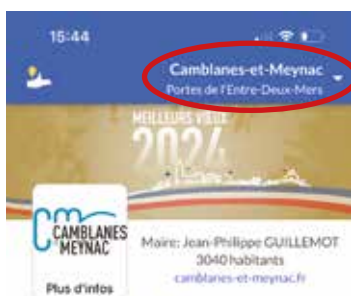 15:44
Camblanes-et-Meynac
Portes de l'Entre-Deux-Mers
MEILLEURS VŒUX
2024
CAMBLANES
MEYNAC
Plus d'infos
Maire: Jean-Philippe GUILLEMOT
3040 habitants
camblanes-et-meynac.fr